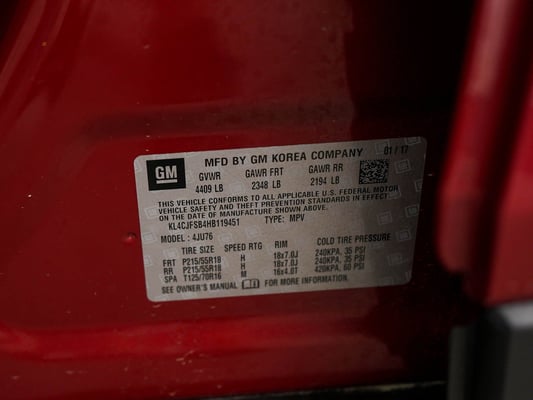 GM
MFD BY GM KOREA COMPANY 01 / 17
GVWR GAWR FRT GAWR RR
4409 LB 2348 LB 2194 LB
THIS VEHICLE CONFORMS TO ALL APPLICABLE U.S. FEDERAL MOTOR
VEHICLE SAFETY AND THEFT PREVENTION STANDARDS IN EFFECT ON
THE DATE OF MANUFACTURE SHOWN ABOVE.
KL4CJFSB4HB119451 TYPE: MPV
MODEL: 4JU76
TIRE SIZE SPEED RTG RIM COLD TIRE PRESSURE
FRT P215/55R18 H 18x7.0J 240KPA, 35 PSI
RR P215/55R18 H 18x7.0J 240KPA, 35 PSI
SPA T125/70R16 M 16x4.0T 420KPA, 60 PSI
SEE OWNER'S MANUAL FOR MORE INFORMATION.